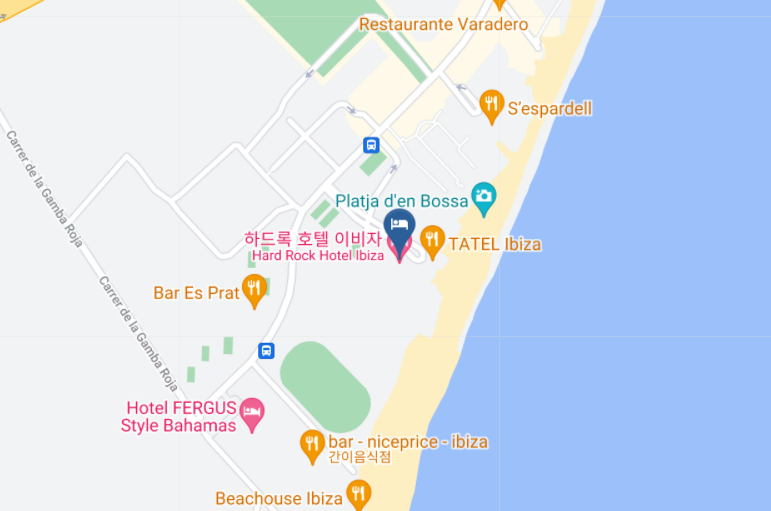 Restaurante Varadero
S'espardell
Carrer de la Gamba Roja
Platja d'en Bossa
하드록 호텔 이비자
Hard Rock Hotel Ibiza
TATEL Ibiza
Bar Es Prat
Carrer de la Gamba Roja
Hotel FERGUS
Style Bahamas
bar - niceprice - ibiza
간이음식점
Beachouse Ibiza